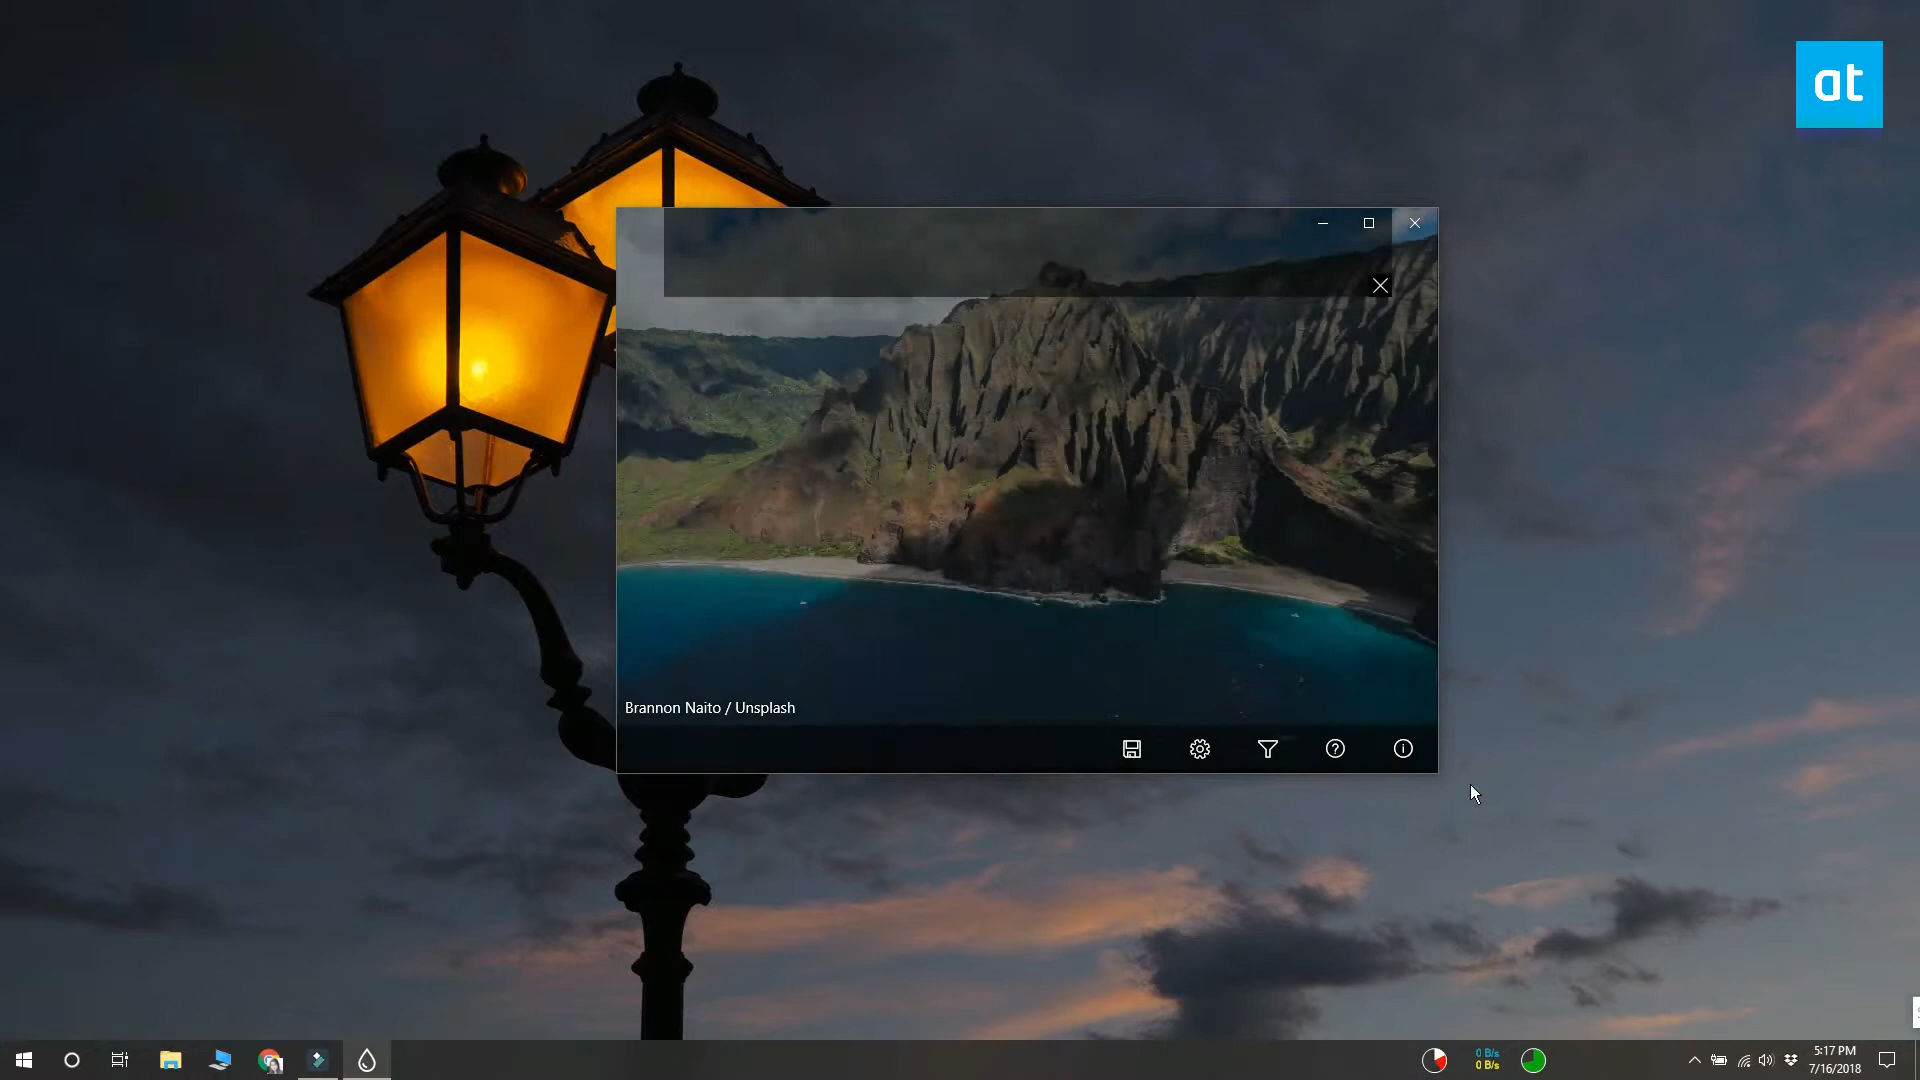 at
Brannon Naito / Unsplash
0 B/s
0 B/s
5:17 PM
7/16/2018